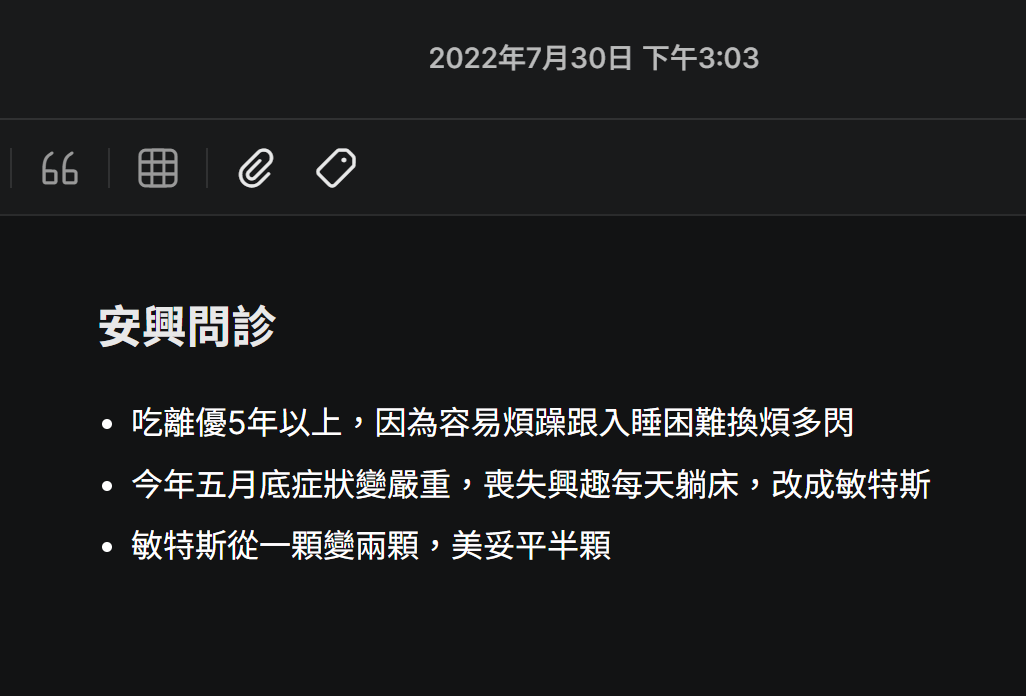 2022年7月30日 下午3:03
安興問診
吃離優5年以上，因為容易煩躁跟入睡困難換煩多閃
今年五月底症狀變嚴重，喪失興趣每天躺床，改成敏特斯
敏特斯從一顆變兩顆，美妥平半顆